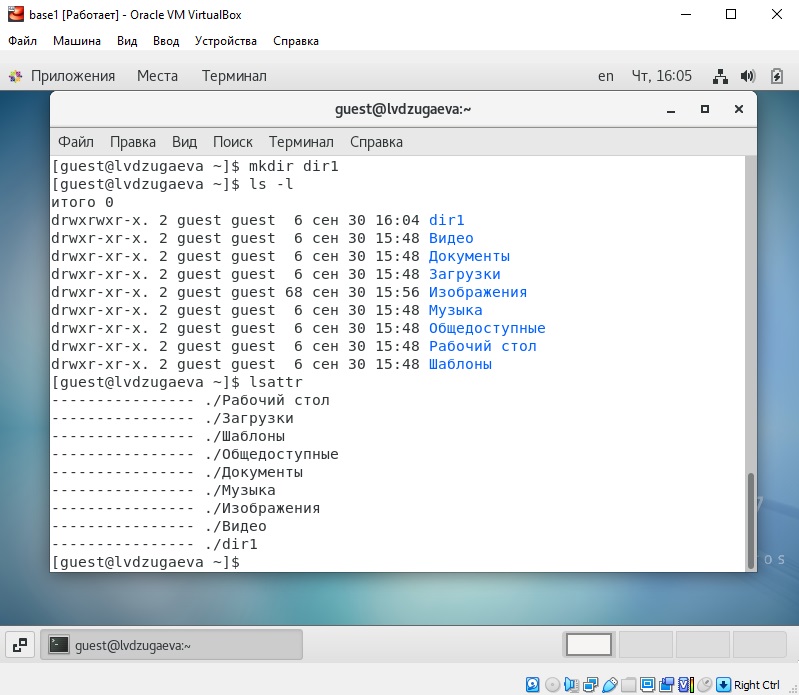 base1 [Работает] - Oracle VM VirtualBox
Файл Машина Вид Ввод Устройства Справка
Приложения Места Терминал en Чт, 16:05
guest@lvdzugaeva:~
Файл Правка Вид Поиск Терминал Справка
[guest@lvdzugaeva ~]$ mkdir dir1
[guest@lvdzugaeva ~]$ ls -l
итого 0
drwxrwxr-x. 2 guest guest  6 сен 30 16:04 dir1
drwxr-xr-x. 2 guest guest  6 сен 30 15:48 Видео
drwxr-xr-x. 2 guest guest  6 сен 30 15:48 Документы
drwxr-xr-x. 2 guest guest  6 сен 30 15:48 Загрузки
drwxr-xr-x. 2 guest guest 68 сен 30 15:56 Изображения
drwxr-xr-x. 2 guest guest  6 сен 30 15:48 Музыка
drwxr-xr-x. 2 guest guest  6 сен 30 15:48 Общедоступные
drwxr-xr-x. 2 guest guest  6 сен 30 15:48 Рабочий стол
drwxr-xr-x. 2 guest guest  6 сен 30 15:48 Шаблоны
[guest@lvdzugaeva ~]$ lsattr
---------------- ./Рабочий стол
---------------- ./Загрузки
---------------- ./Шаблоны
---------------- ./Общедоступные
---------------- ./Документы
---------------- ./Музыка
---------------- ./Изображения
---------------- ./Видео
---------------- ./dir1
[guest@lvdzugaeva ~]$
7
OS
guest@lvdzugaeva:~
Right Ctrl